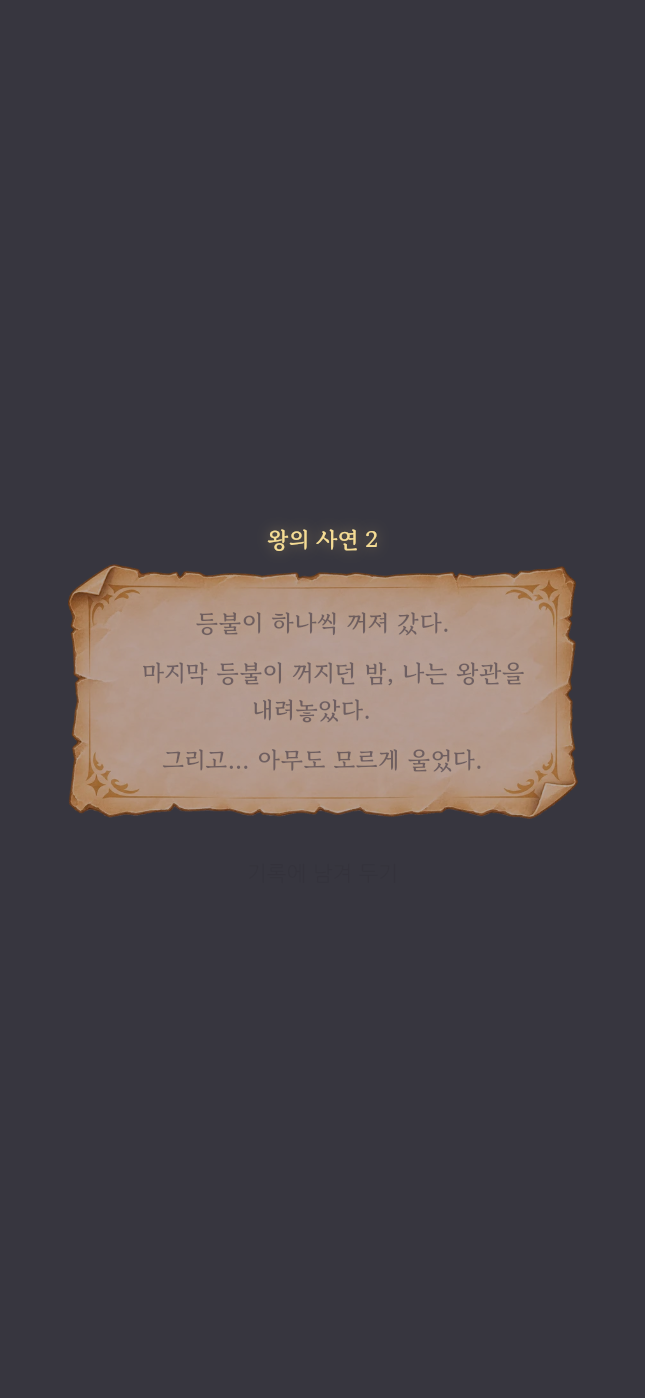 왕의 사연 2
등불이 하나씩 꺼져 갔다.
마지막 등불이 꺼지던 밤, 나는 왕관을
내려놓았다.
그리고... 아무도 모르게 울었다.